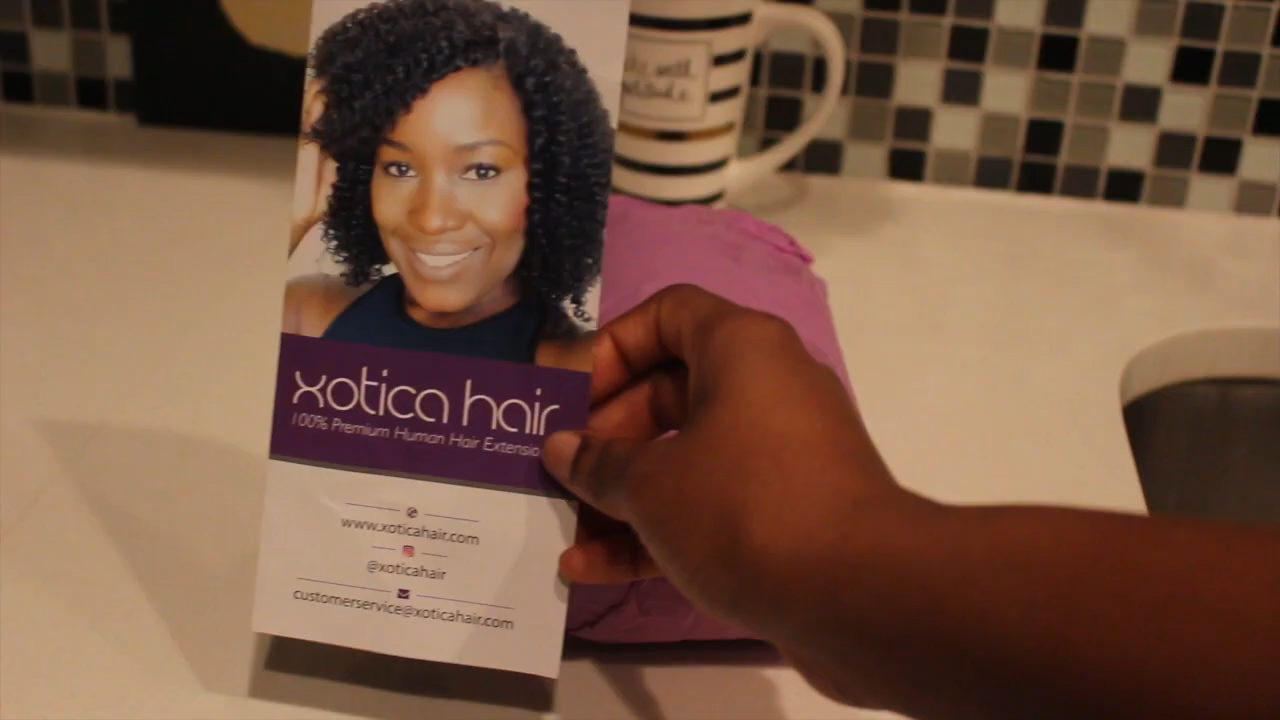 xotica hair
100% Premium Human Hair Extensio
www.xoticahair.com
@xoticahair
customerservice@xoticahair.com